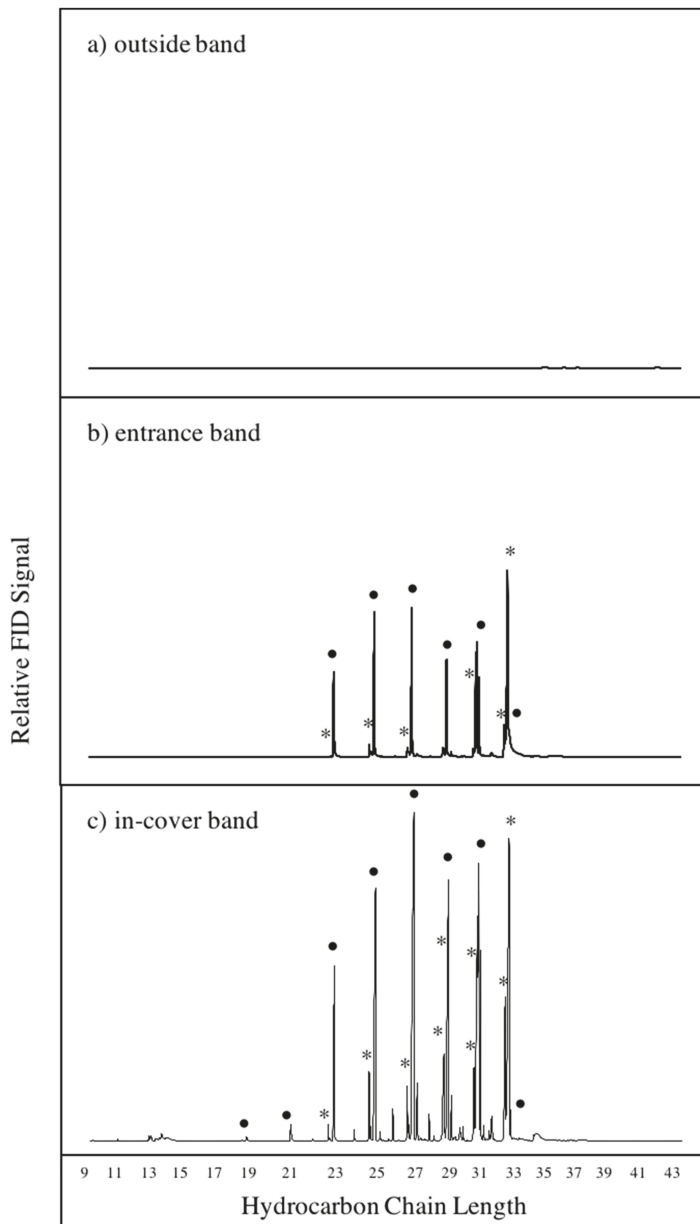 a) outside band
b) entrance band
Relative FID Signal
c) in-cover band
9 11 13 15 17 19 21 23 25 27 29 31 33 35 37 39 41 43
Hydrocarbon Chain Length